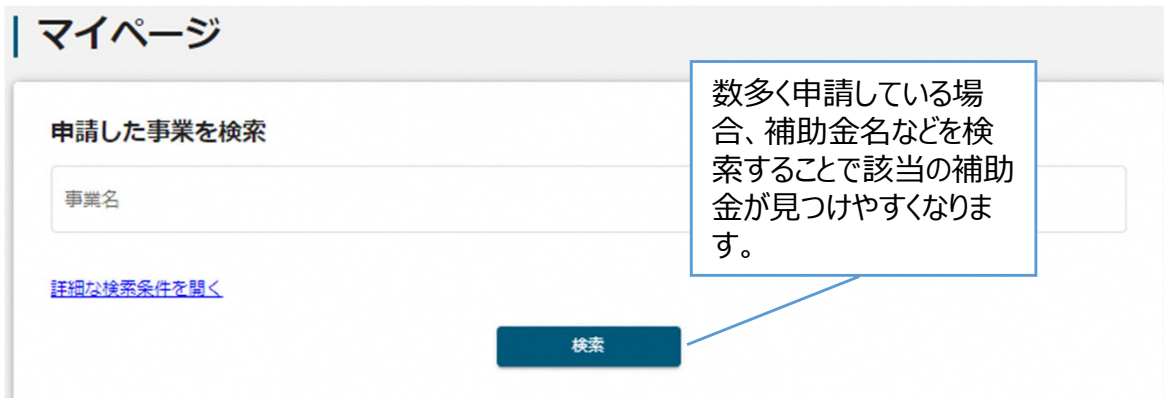 マイページ
申請した事業を検索
事業名
数多く申請している場
合、補助金名などを検
索することで該当の補助
金が見つけやすくなりま
す。
詳細な検索条件を開く
検索